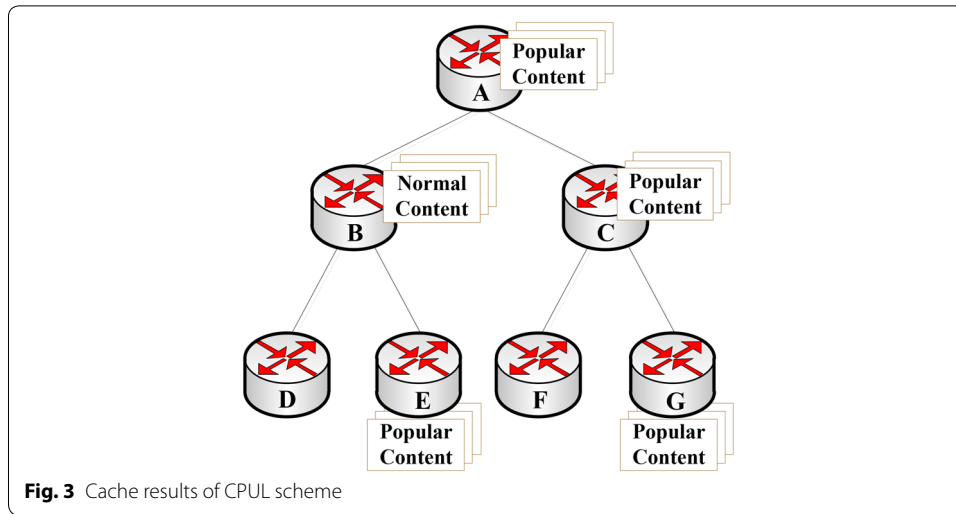 Popular
Content
A
Normal
Content
B
Popular
Content
C
D
E
F
G
Popular
Content
Popular
Content
Fig. 3 Cache results of CPUL scheme